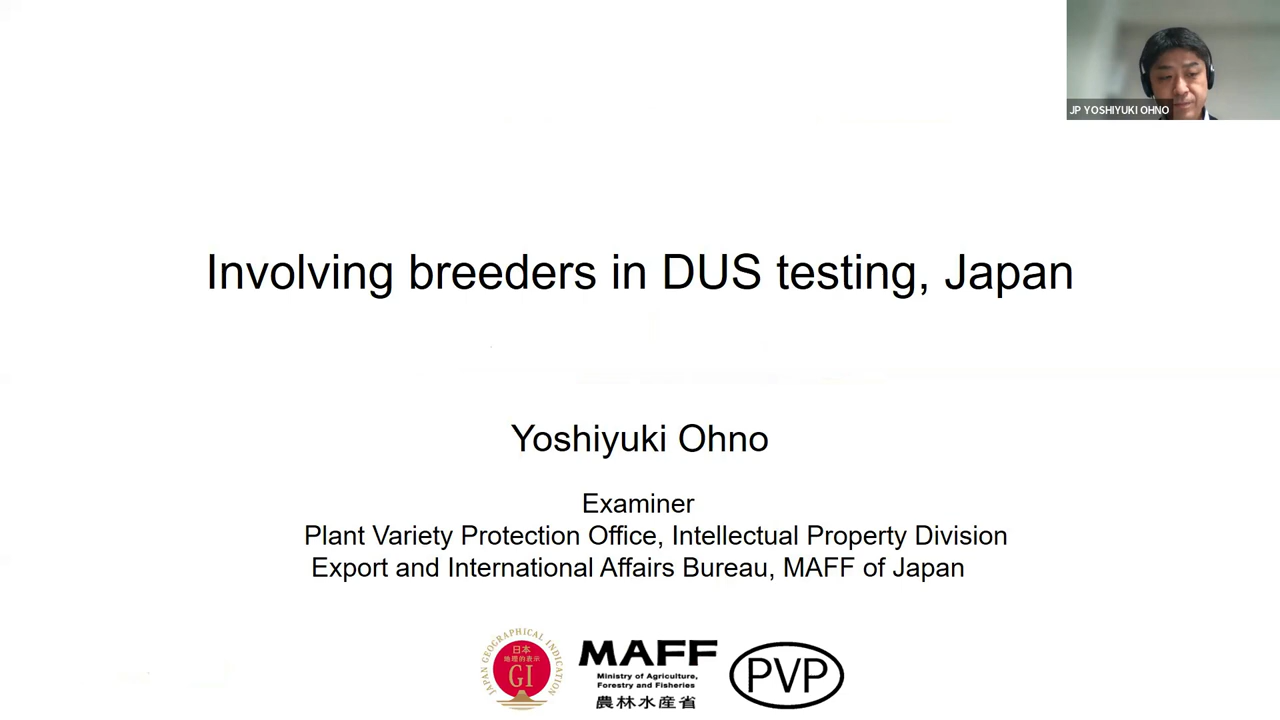 JP YOSHIYUKI OHNO
Involving breeders in DUS testing, Japan
Yoshiyuki Ohno
Examiner
Plant Variety Protection Office, Intellectual Property Division
Export and International Affairs Bureau, MAFF of Japan
JAPAN GEOGRAPHICAL INDICATION
日本
地理的表示
GI
MAFF
Ministry of Agriculture,
Forestry and Fisheries
農林水産省
PVP